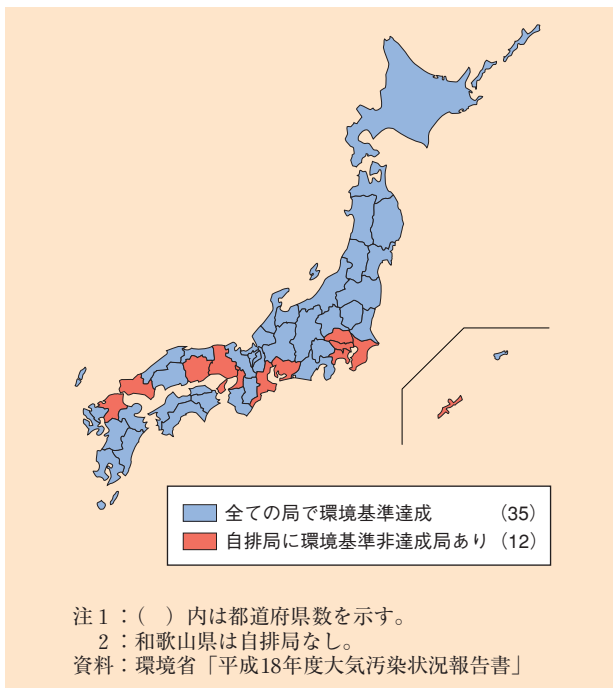 全ての局で環境基準達成 (35)
自排局に環境基準非達成局あり (12)
注1：(　)内は都道府県数を示す。
2：和歌山県は自排局なし。
資料：環境省「平成18年度大気汚染状況報告書」